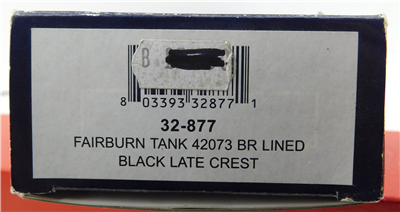 B
8 03393 32877 1
32-877
FAIRBURN TANK 42073 BR LINED
BLACK LATE CREST